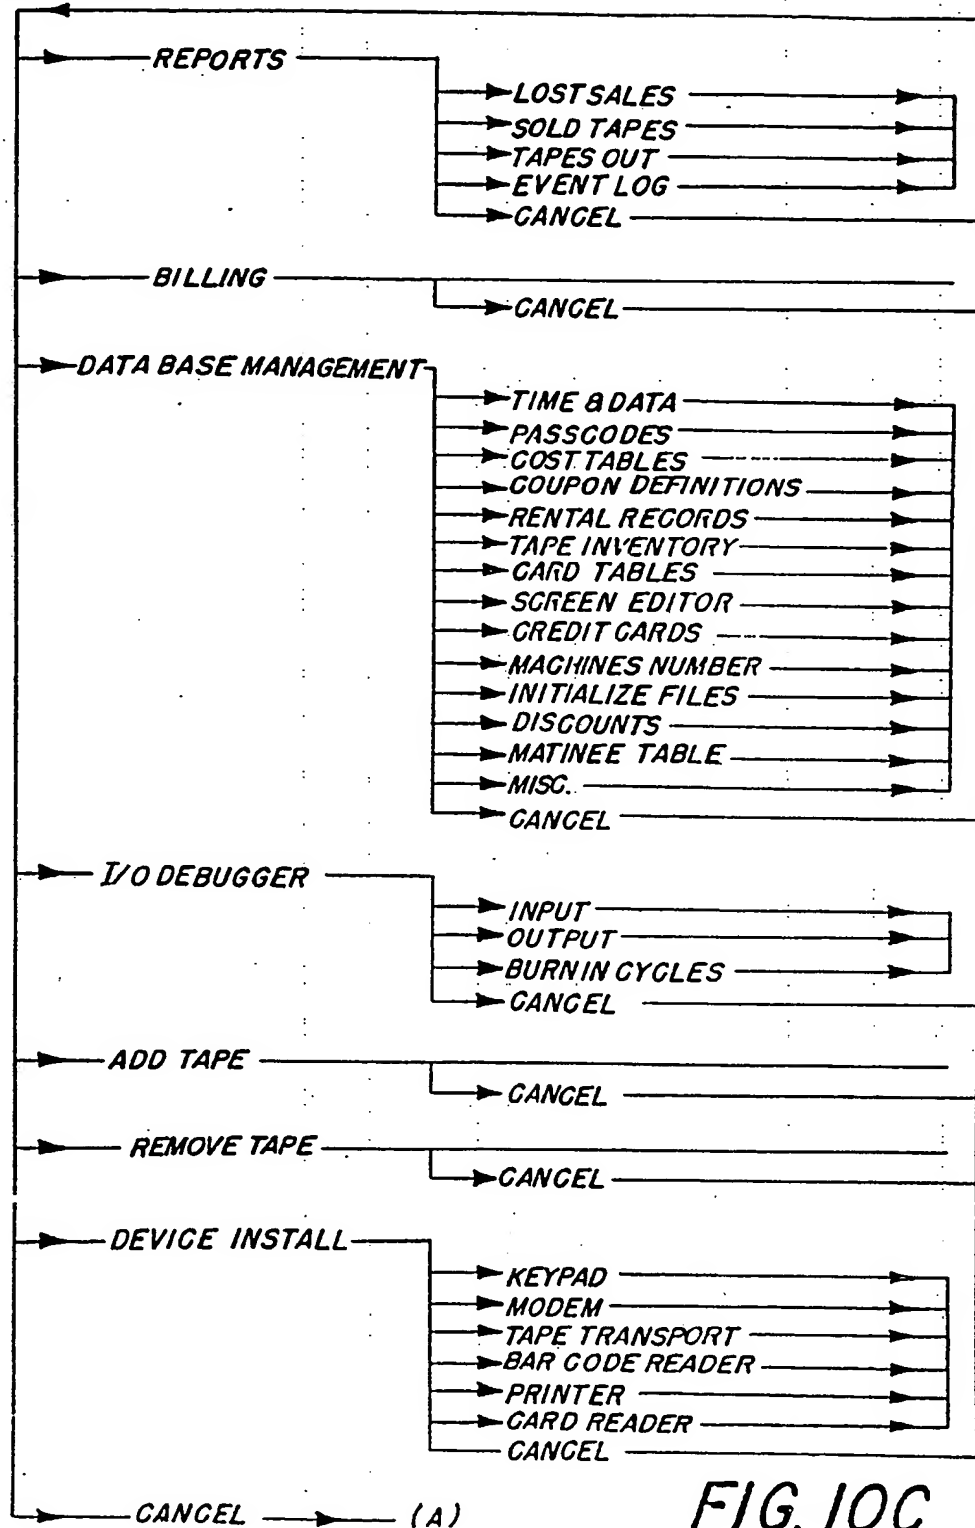 REPORTS
LOST SALES
SOLD TAPES
TAPES OUT
EVENT LOG
CANCEL
BILLING
CANCEL
DATA BASE MANAGEMENT
TIME & DATA
PASSCODES
COST TABLES
COUPON DEFINITIONS
RENTAL RECORDS
TAPE INVENTORY
CARD TABLES
SCREEN EDITOR
CREDIT CARDS
MACHINES NUMBER
INITIALIZE FILES
DISCOUNTS
MATINEE TABLE
MISC.
CANCEL
I/O DEBUGGER
INPUT
OUTPUT
BURN IN CYCLES
CANCEL
ADD TAPE
CANCEL
REMOVE TAPE
CANCEL
DEVICE INSTALL
KEYPAD
MODEM
TAPE TRANSPORT
BAR CODE READER
PRINTER
CARD READER
CANCEL
CANCEL (A)
FIG. 10C